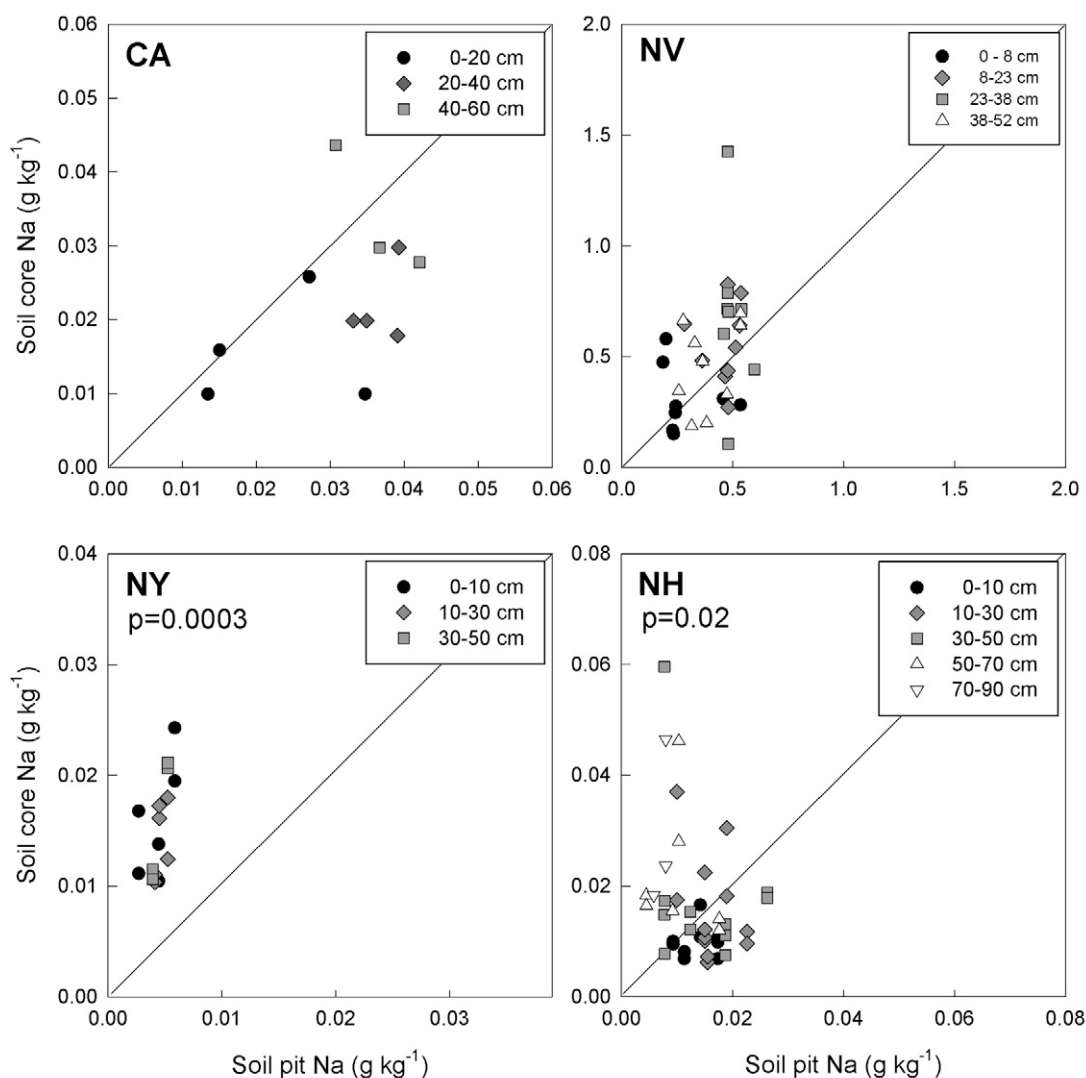 CA
0-20 cm
20-40 cm
40-60 cm
0.06
0.05
0.04
0.03
0.02
0.01
0.00
0.00 0.01 0.02 0.03 0.04 0.05 0.06
Soil core Na (g kg-1)
NV
0 - 8 cm
8-23 cm
23-38 cm
38-52 cm
2.0
1.5
1.0
0.5
0.0
0.0 0.5 1.0 1.5 2.0
NY
p=0.0003
0-10 cm
10-30 cm
30-50 cm
0.04
0.03
0.02
0.01
0.00
0.00 0.01 0.02 0.03
Soil core Na (g kg-1)
Soil pit Na (g kg-1)
NH
p=0.02
0-10 cm
10-30 cm
30-50 cm
50-70 cm
70-90 cm
0.08
0.06
0.04
0.02
0.00
0.00 0.02 0.04 0.06 0.08
Soil pit Na (g kg-1)